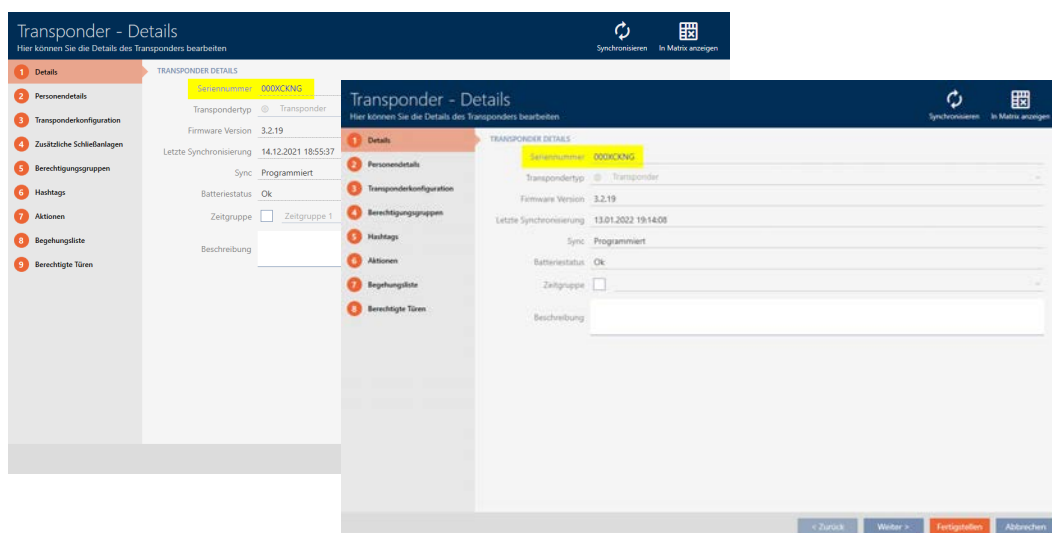 Transponder - Details
Hier können Sie die Details des Transponders bearbeiten
Synchronisieren
In Matrix anzeigen
1 Details
2 Personendetails
3 Transponderkonfiguration
4 Zusätzliche Schließanlagen
5 Berechtigungsgruppen
6 Hashtags
7 Aktionen
8 Begehungsliste
9 Berechtigte Türen
TRANSPONDER DETAILS
Seriennummer 000XCKNG
Transpondertyp Transponder
Firmware Version 3.2.19
Letzte Synchronisierung 14.12.2021 18:55:37
Sync Programmiert
Batteriestatus Ok
Zeitgruppe Zeitgruppe 1
Beschreibung
Transponder - Details
Hier können Sie die Details des Transponders bearbeiten
Synchronisieren
In Matrix anzeigen
1 Details
2 Personendetails
3 Transponderkonfiguration
4 Berechtigungsgruppen
5 Hashtags
6 Aktionen
7 Begehungsliste
8 Berechtigte Türen
TRANSPONDER DETAILS
Seriennummer 000XCKNG
Transpondertyp Transponder
Firmware Version 3.2.19
Letzte Synchronisierung 13.01.2022 19:14:08
Sync Programmiert
Batteriestatus Ok
Zeitgruppe
Beschreibung
< Zurück
Weiter >
Fertigstellen
Abbrechen